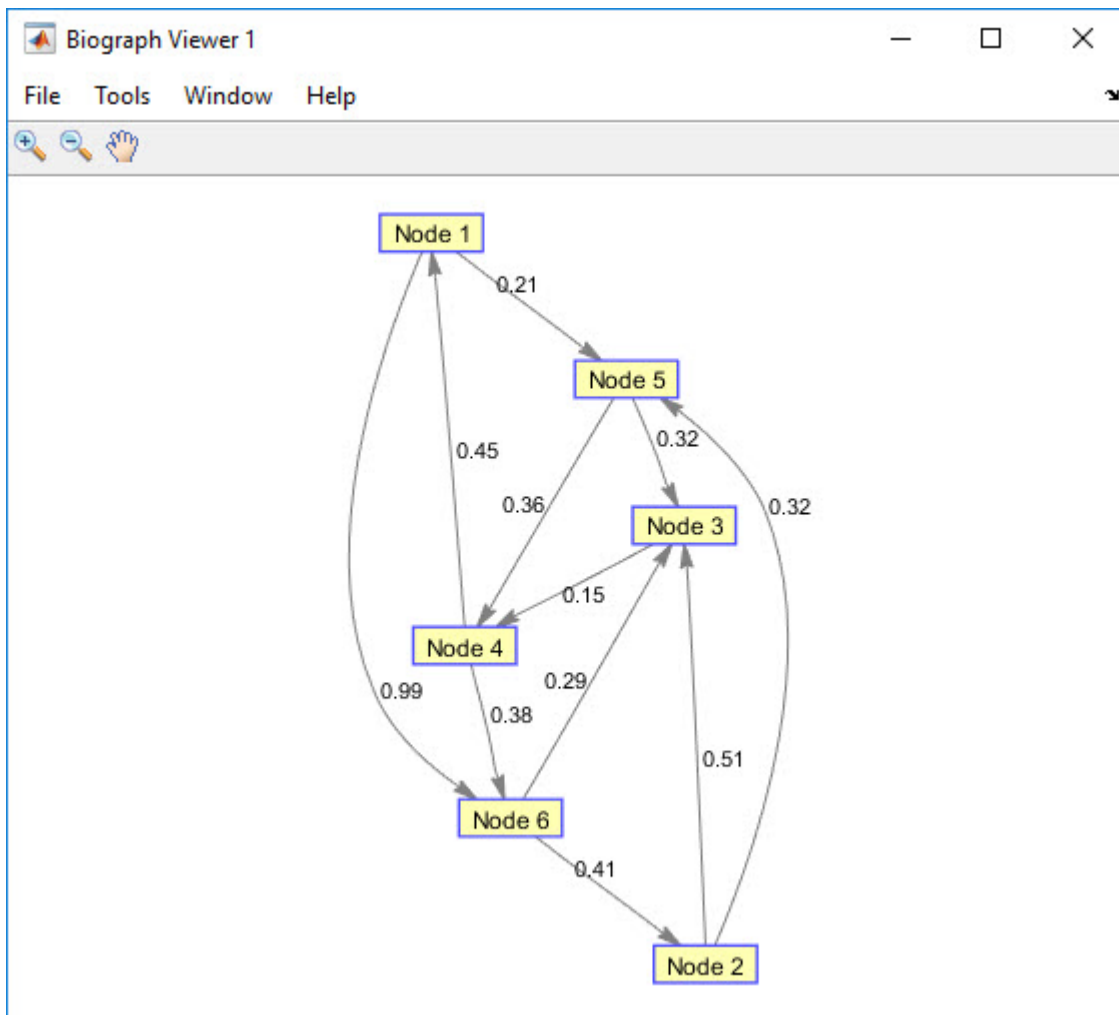 Biograph Viewer 1
File Tools Window Help
Node 1
0.21
Node 5
0.32
0.45
0.36
0.32
Node 3
0.15
Node 4
0.29
0.99
0.38
0.51
Node 6
0.41
Node 2